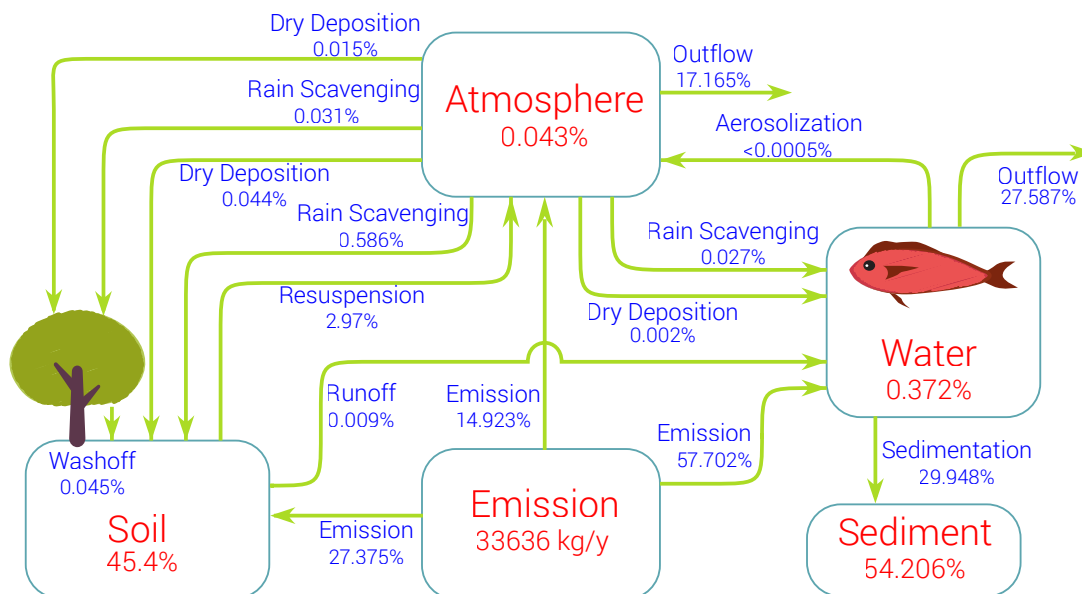 Dry Deposition
0.015%
Rain Scavenging
0.031%
Dry Deposition
0.044%
Rain Scavenging
0.586%
Resuspension
2.97%
Atmosphere
0.043%
Outflow
17.165%
Aerosolization
<0.0005%
Outflow
27.587%
Rain Scavenging
0.027%
Dry Deposition
0.002%
Water
0.372%
Runoff
0.009%
Emission
14.923%
Emission
57.702%
Sedimentation
29.948%
Washoff
0.045%
Soil
45.4%
Emission
27.375%
Emission
33636 kg/y
Sediment
54.206%